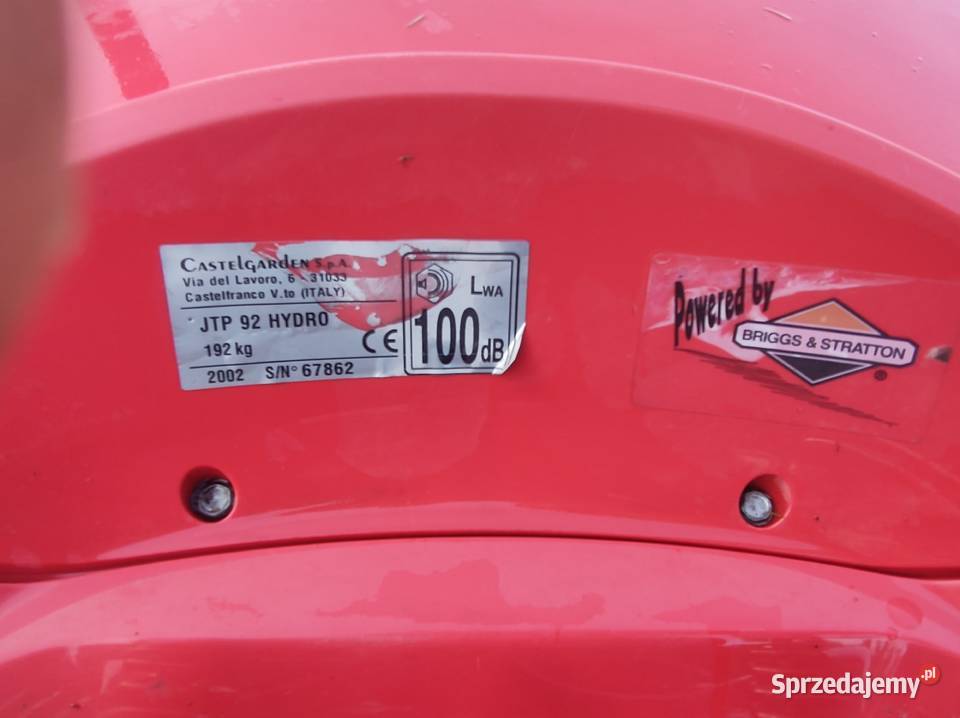 CASTELGARDEN S.p.A.
Via del Lavoro, 6 - 31033
Castelfranco V.to (ITALY)
JTP 92 HYDRO
192 kg
CE
2002 S/N° 67862
LWA
100dB
Powered by
BRIGGS & STRATTON
®
Sprzedajemy.pl